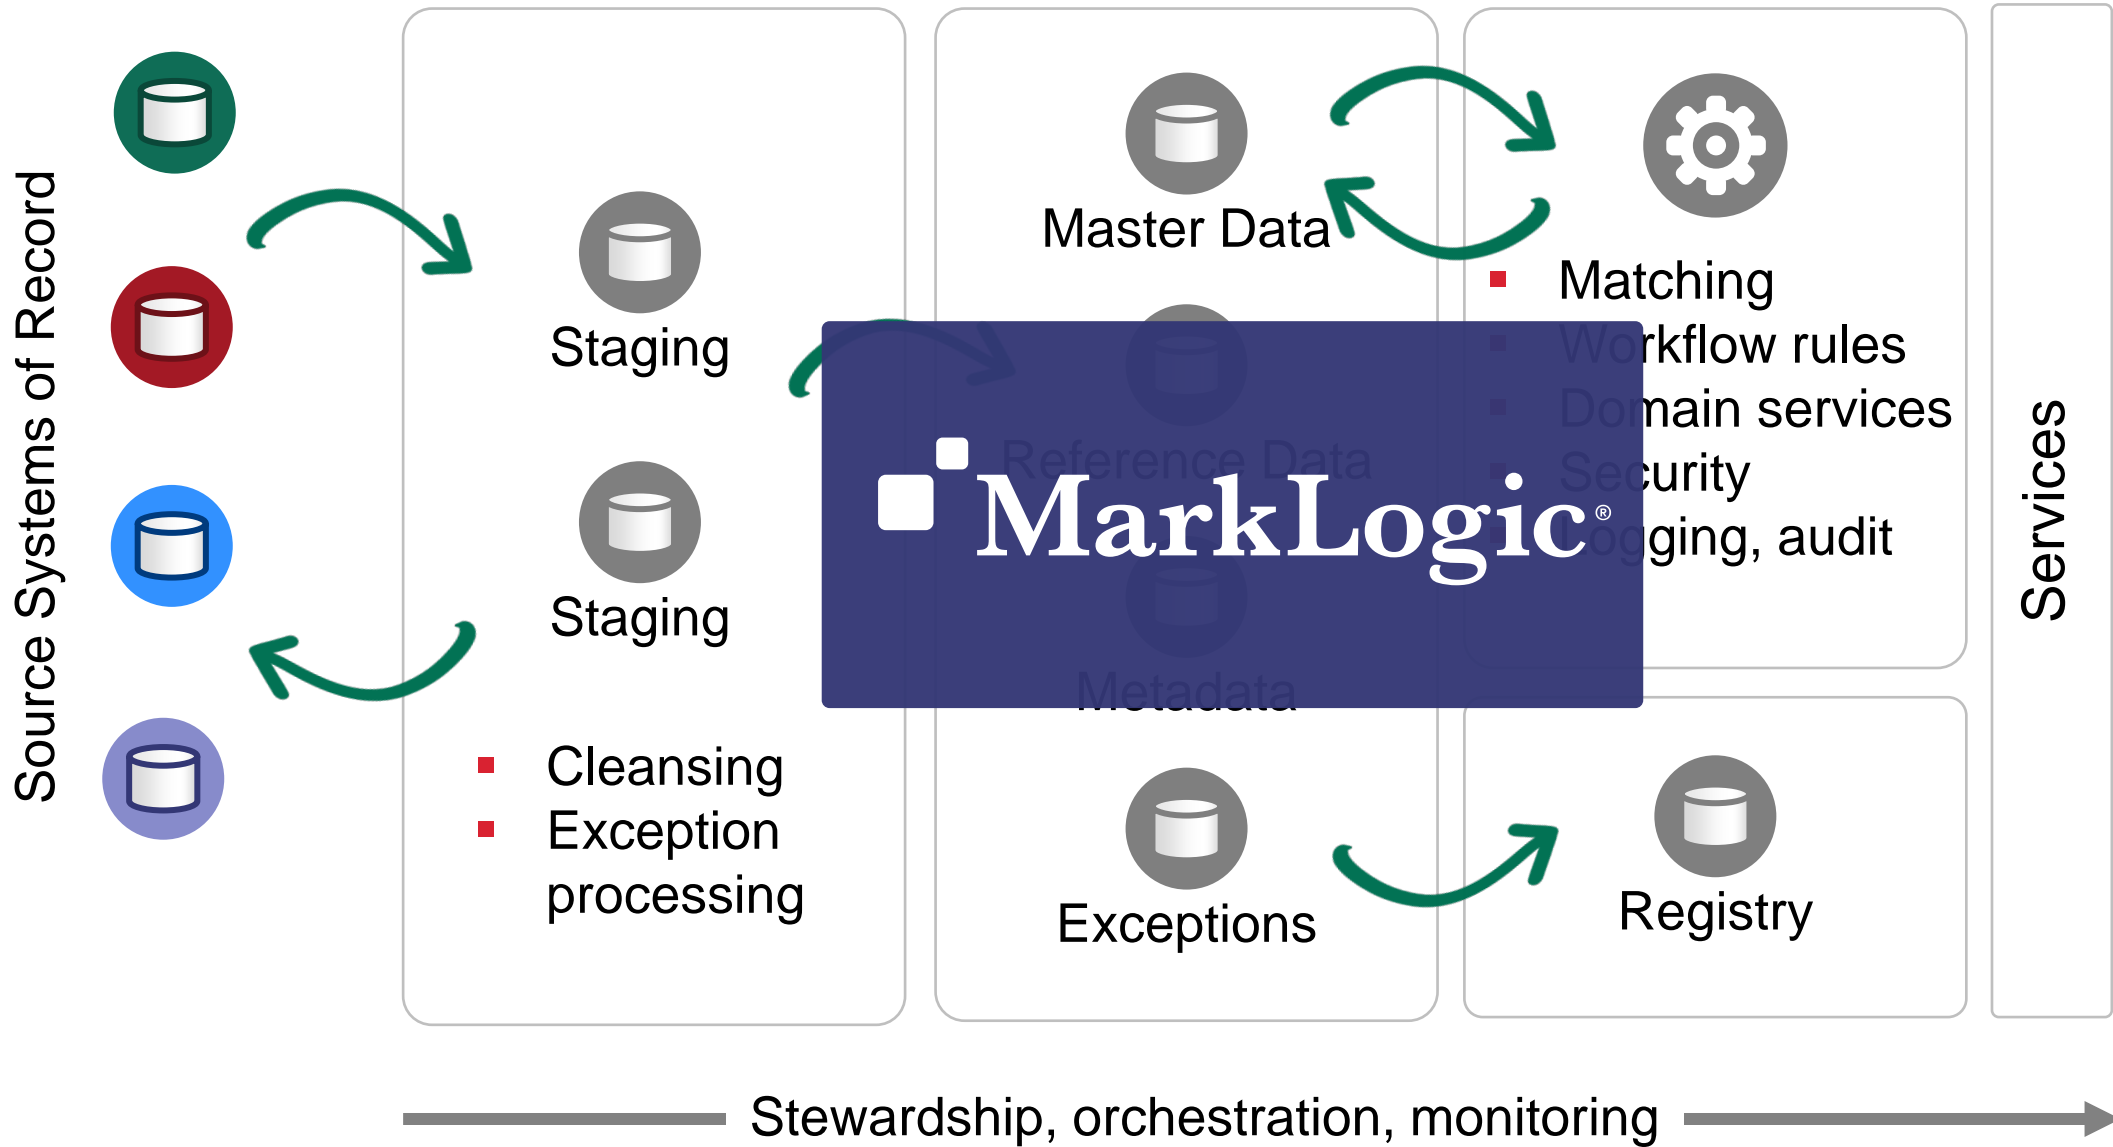 Source Systems of Record
Staging
Staging
Cleansing
Exception
processing
Master Data
Reference Data
Metadata
Exceptions
Matching
Workflow rules
Domain services
Security
Logging, audit
MarkLogic®
Registry
Services
Stewardship, orchestration, monitoring